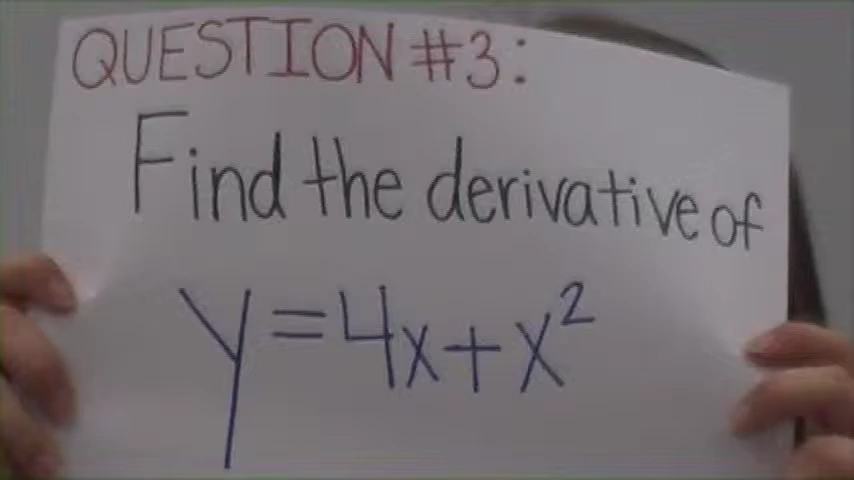 QUESTION #3:
Find the derivative of
y=4x+x²